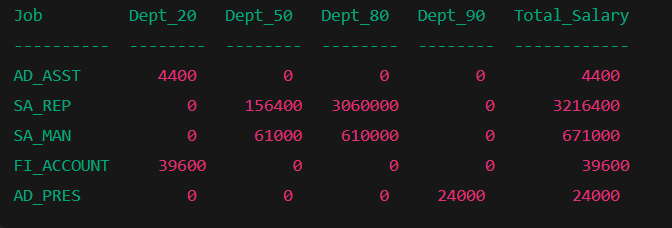 Job Dept_20 Dept_50 Dept_80 Dept_90 Total_Salary
---------- -------- -------- -------- -------- ------------
AD_ASST 4400 0 0 0 4400
SA_REP 0 156400 3060000 0 3216400
SA_MAN 0 61000 610000 0 671000
FI_ACCOUNT 39600 0 0 0 39600
AD_PRES 0 0 0 24000 24000